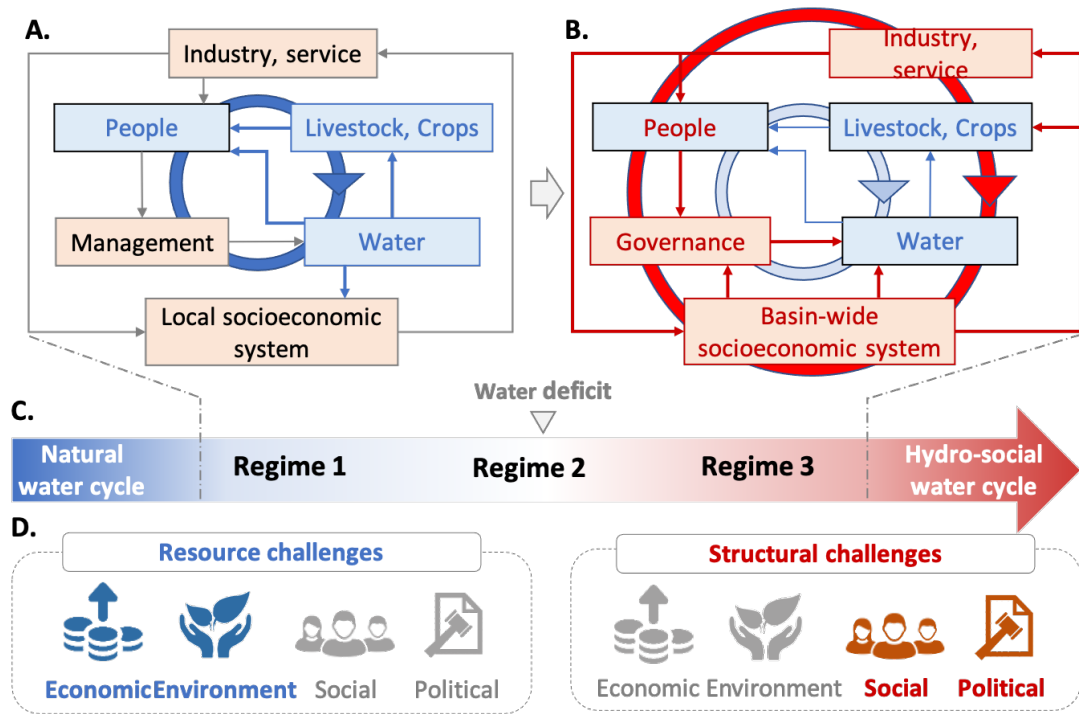 A.
Industry, service
People
Livestock, Crops
Management
Water
Local socioeconomic
system
B.
Industry,
service
People
Livestock, Crops
Governance
Water
Basin-wide
socioeconomic system
Water deficit
C.
Natural
water cycle
Regime 1
Regime 2
Regime 3
Hydro-social
water cycle
D.
Resource challenges
Economic
Environment
Social
Political
Structural challenges
Economic
Environment
Social
Political